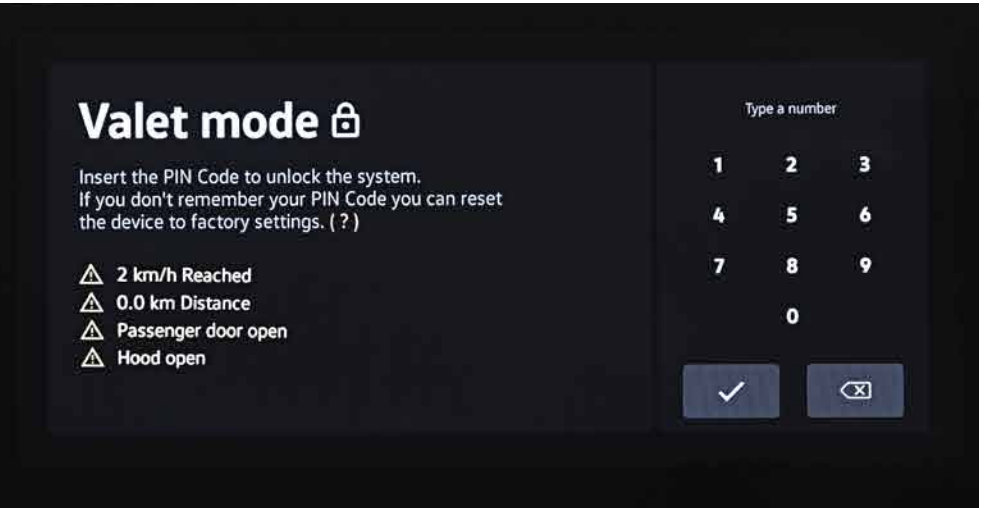 Valet mode
Insert the PIN Code to unlock the system.
If you don't remember your PIN Code you can reset
the device to factory settings. ( ? )
2 km/h Reached
0.0 km Distance
Passenger door open
Hood open
Type a number
1 2 3
4 5 6
7 8 9
0